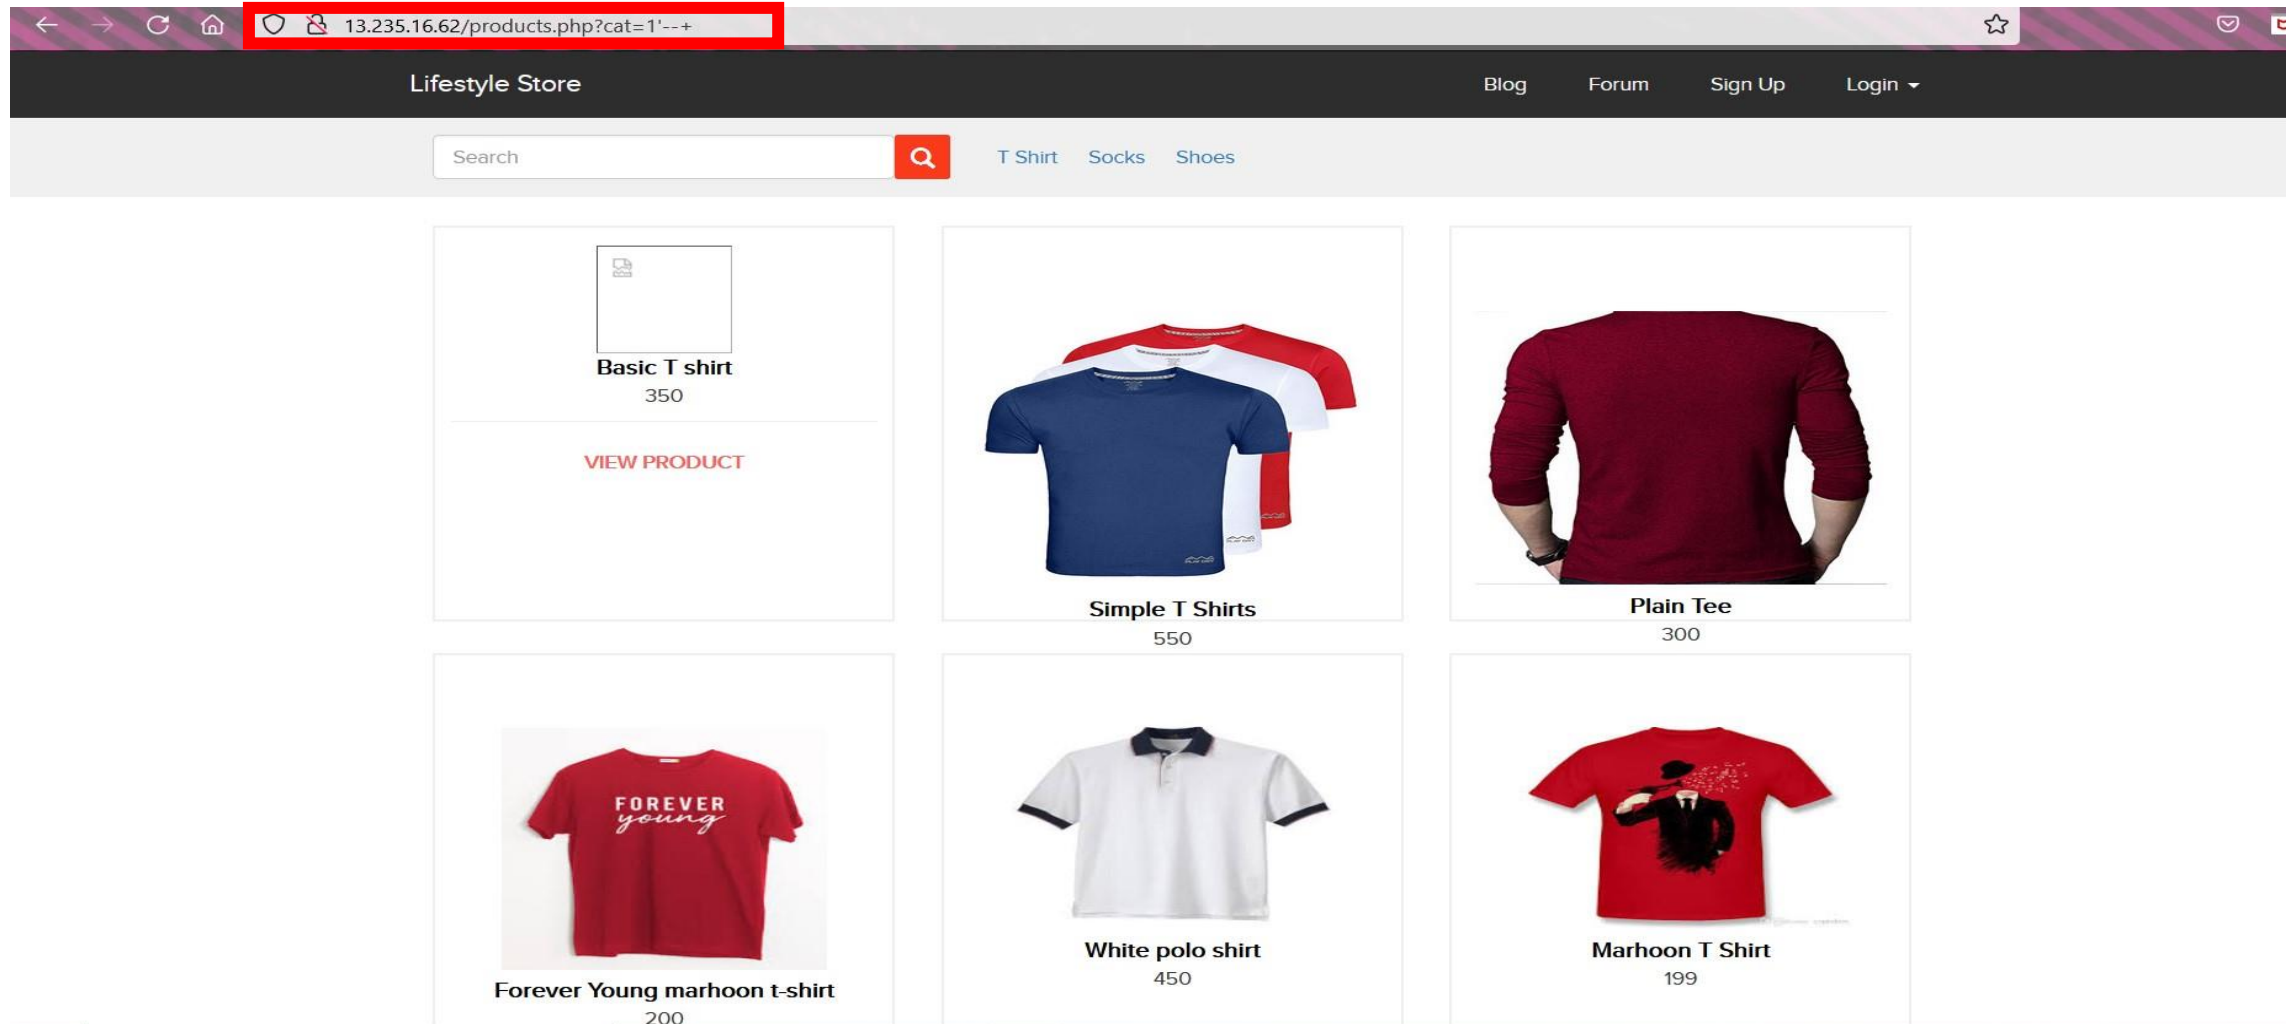 13.235.16.62/products.php?cat=1'--+
Lifestyle Store
Blog
Forum
Sign Up
Login
Search
T Shirt
Socks
Shoes
Basic T shirt
350
VIEW PRODUCT
Simple T Shirts
550
Plain Tee
300
FOREVER
young
Forever Young marhoon t-shirt
200
White polo shirt
450
Marhoon T Shirt
199